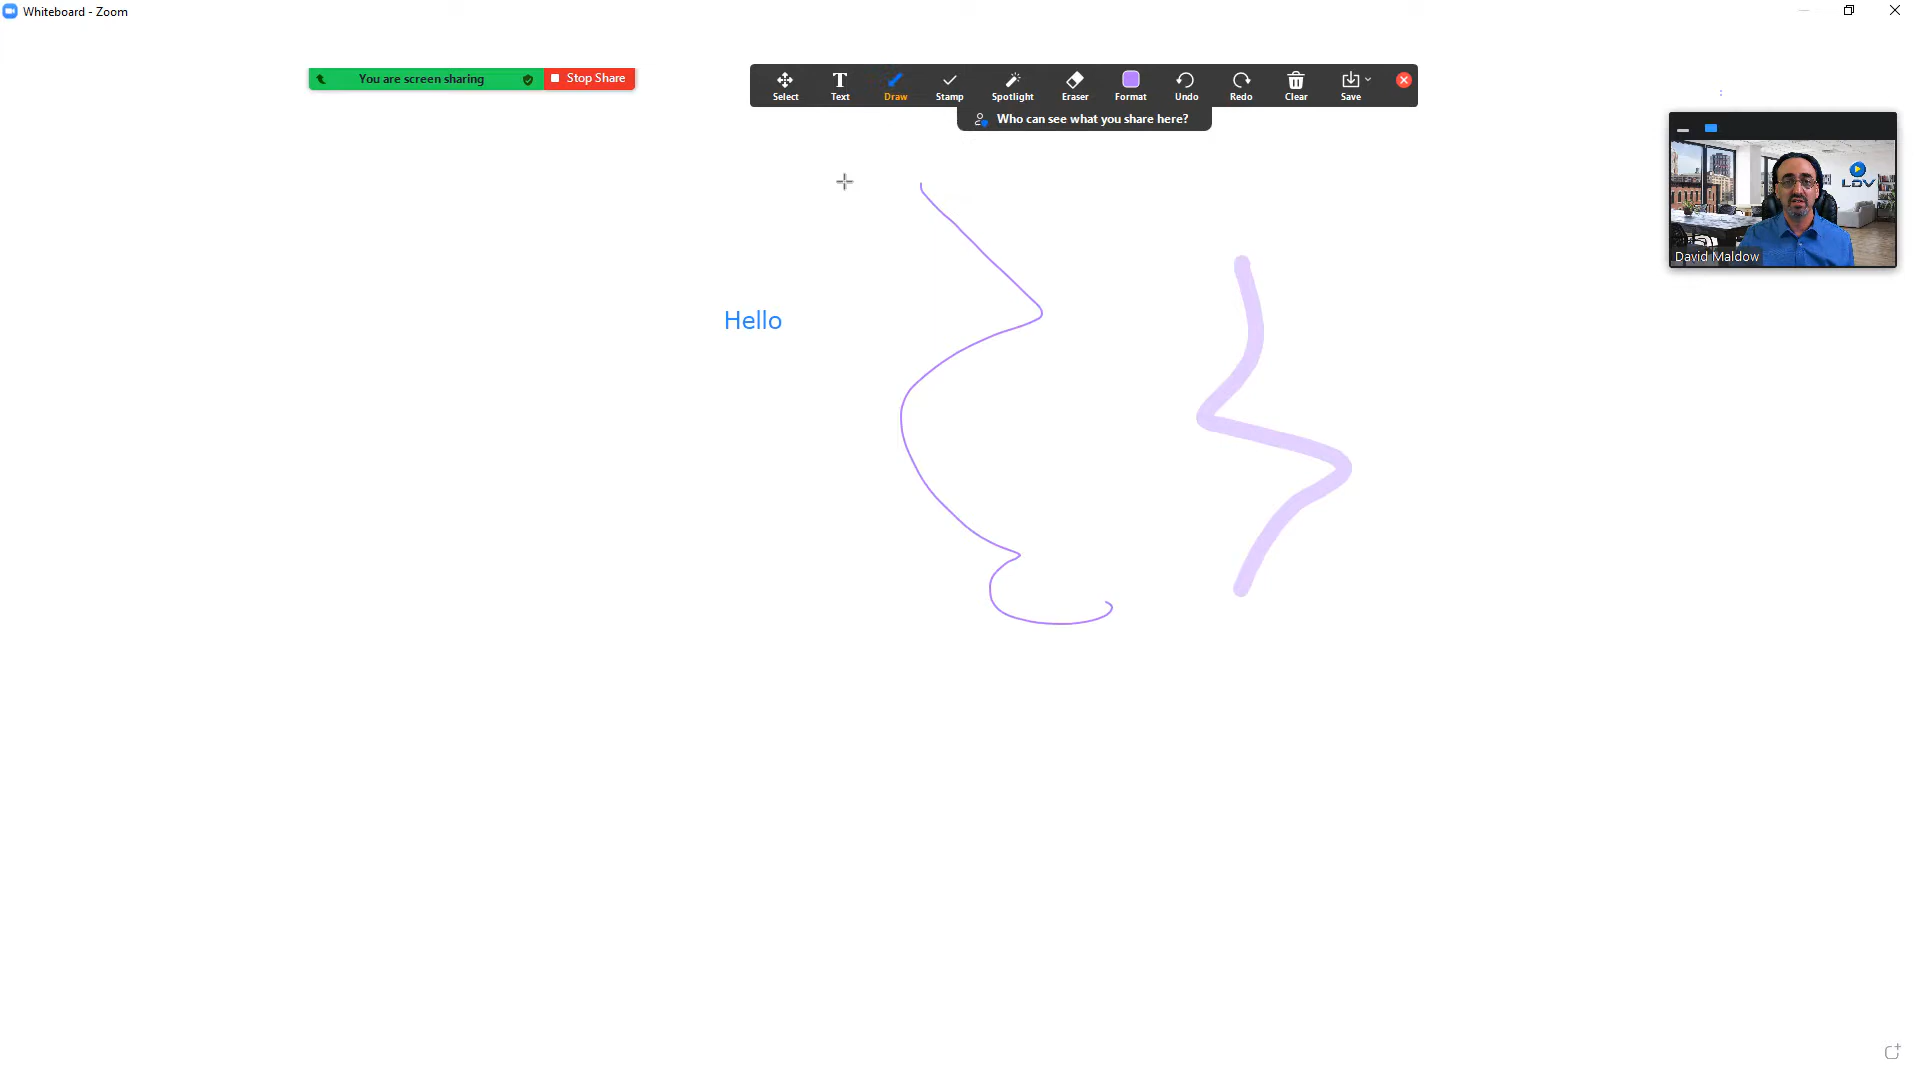 Whiteboard - Zoom
You are screen sharing
Stop Share
Select
Text
Draw
Stamp
Spotlight
Eraser
Format
Undo
Redo
Clear
Save
Who can see what you share here?
LDV
David Maldow
Hello